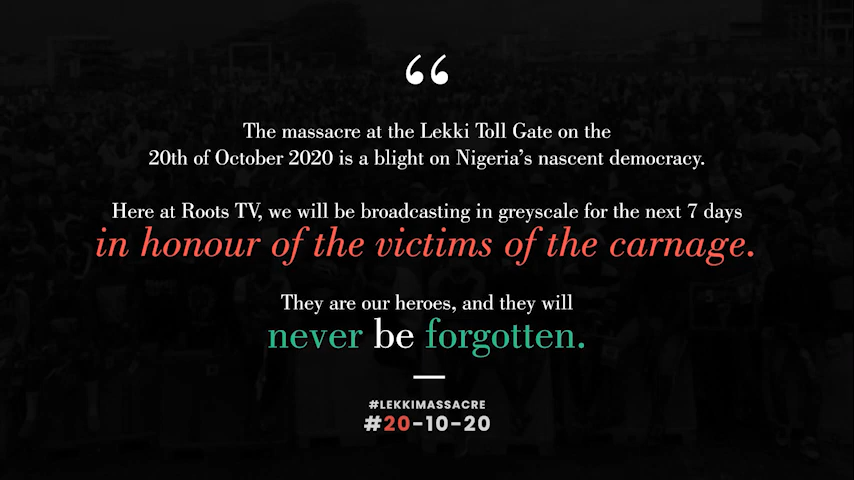 “
The massacre at the Lekki Toll Gate on the
20th of October 2020 is a blight on Nigeria’s nascent democracy.
Here at Roots TV, we will be broadcasting in greyscale for the next 7 days
in honour of the victims of the carnage.
They are our heroes, and they will
never be forgotten.
#LEKKIMASSACRE
#20-10-20